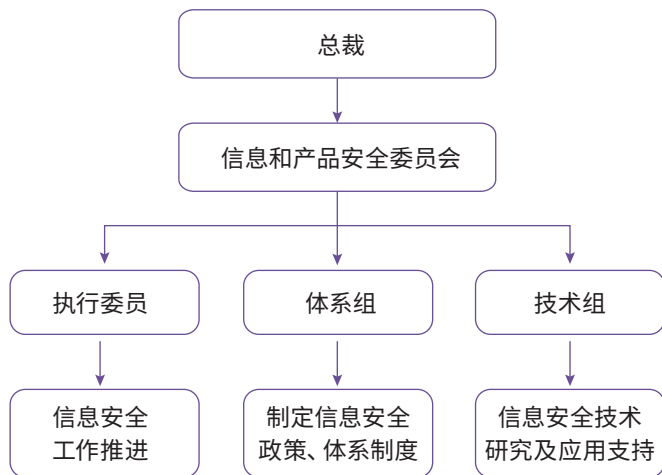 总裁
信息和产品安全委员会
执行委员
体系组
技术组
信息安全
工作推进
制定信息安全
政策、体系制度
信息安全技术
研究及应用支持